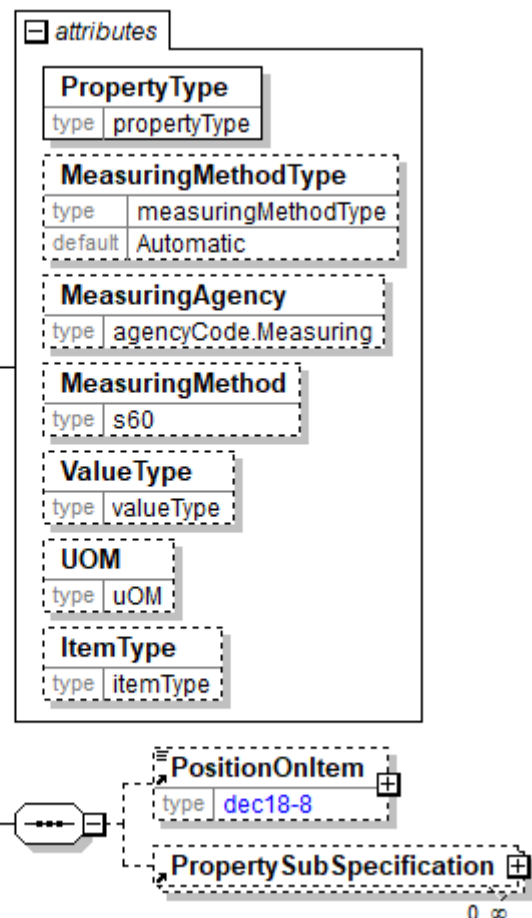 attributes
PropertyType
type propertyType
MeasuringMethodType
type measuringMethodType
default Automatic
MeasuringAgency
type agencyCode.Measuring
MeasuringMethod
type s60
ValueType
type valueType
UOM
type uOM
ItemType
type itemType
PositionOnItem
type dec18-8
PropertySubSpecification
0..∞